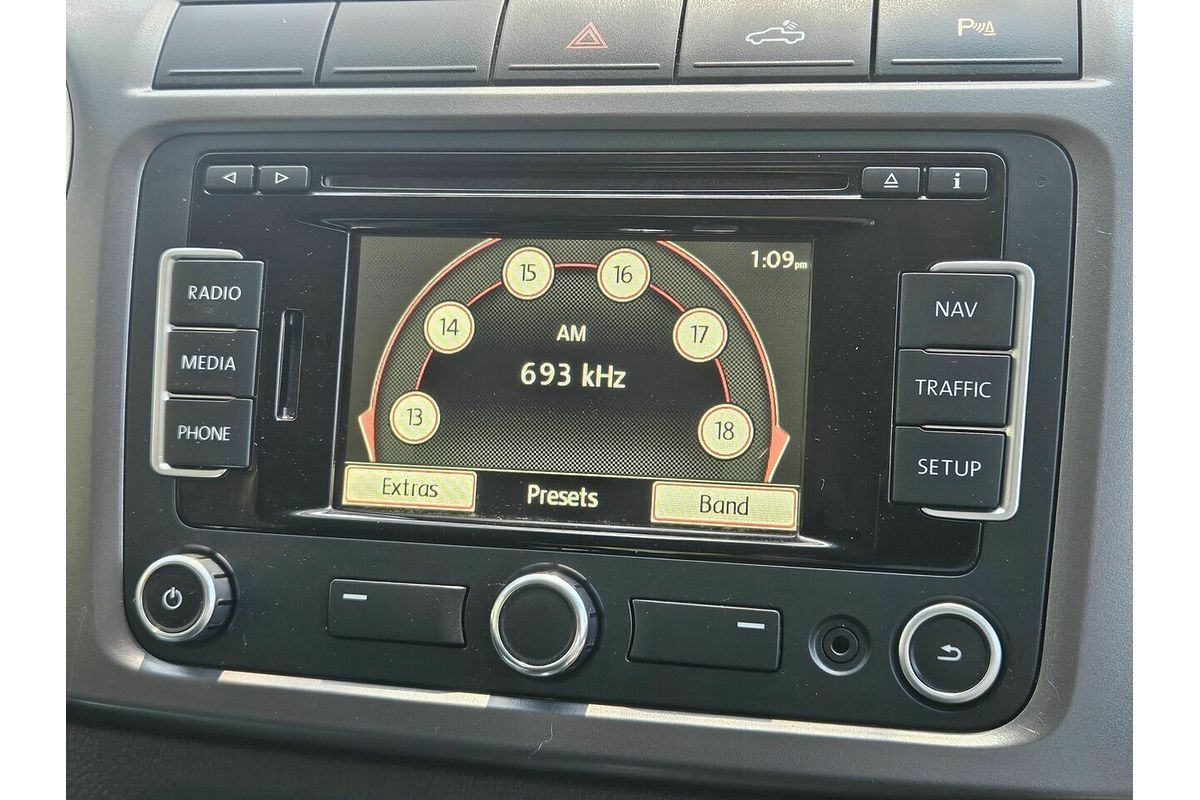 P
i
RADIO
MEDIA
PHONE
1:09pm
15
16
14
17
13
18
AM
693 kHz
Extras
Presets
Band
NAV
TRAFFIC
SETUP